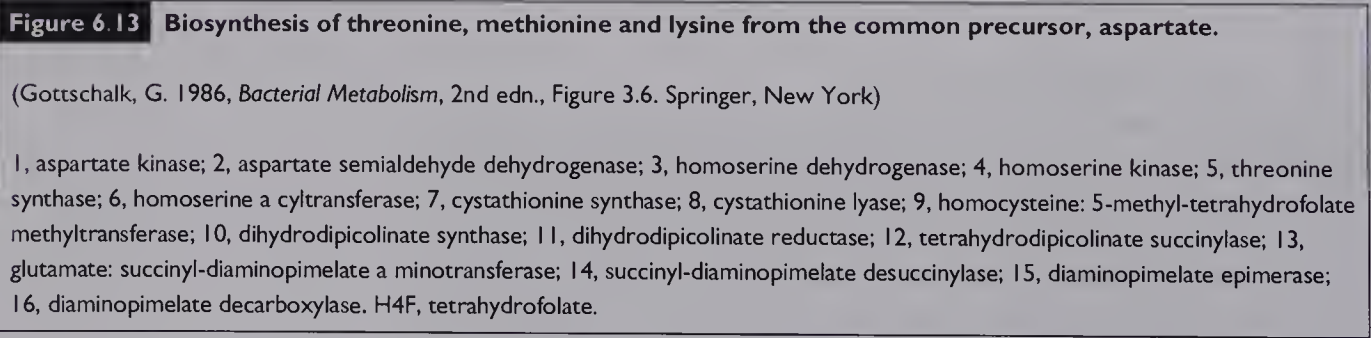 Figure 6.13 Biosynthesis of threonine, methionine and lysine from the common precursor, aspartate.
(Gottschalk, G. 1986, Bacterial Metabolism, 2nd edn., Figure 3.6. Springer, New York)
1, aspartate kinase; 2, aspartate semialdehyde dehydrogenase; 3, homoserine dehydrogenase; 4, homoserine kinase; 5, threonine
synthase; 6, homoserine a cyltransferase; 7, cystathionine synthase; 8, cystathionine lyase; 9, homocysteine: 5-methyl-tetrahydrofolate
methyltransferase; 10, dihydrodipicolinate synthase; 11, dihydrodipicolinate reductase; 12, tetrahydrodipicolinate succinylase; 13,
glutamate: succinyl-diaminopimelate a minotransferase; 14, succinyl-diaminopimelate desuccinylase; 15, diaminopimelate epimerase;
16, diaminopimelate decarboxylase. H4F, tetrahydrofolate.